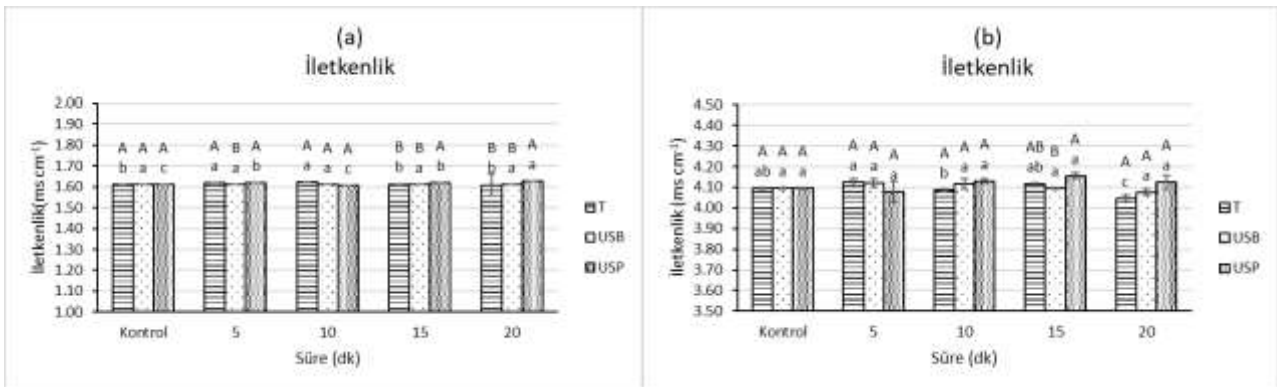 (a)
İletkenlik
İletkenlik(ms cm⁻¹)
2.00
1.90
1.80
1.70
1.60
1.50
1.40
1.30
1.20
1.10
1.00
A A A A B A A A A B B A B B A
b a c a a b a a c b a b b a a
Kontrol 5 10 15 20
Süre (dk)
T
USB
USP
(b)
İletkenlik
İletkenlik (ms cm⁻¹)
4.50
4.40
4.30
4.20
4.10
4.00
3.90
3.80
3.70
3.60
3.50
A A A A A A A A A AB B A A A A
ab a a a a a b a a ab a a c a a
Kontrol 5 10 15 20
Süre (dk)
T
USB
USP